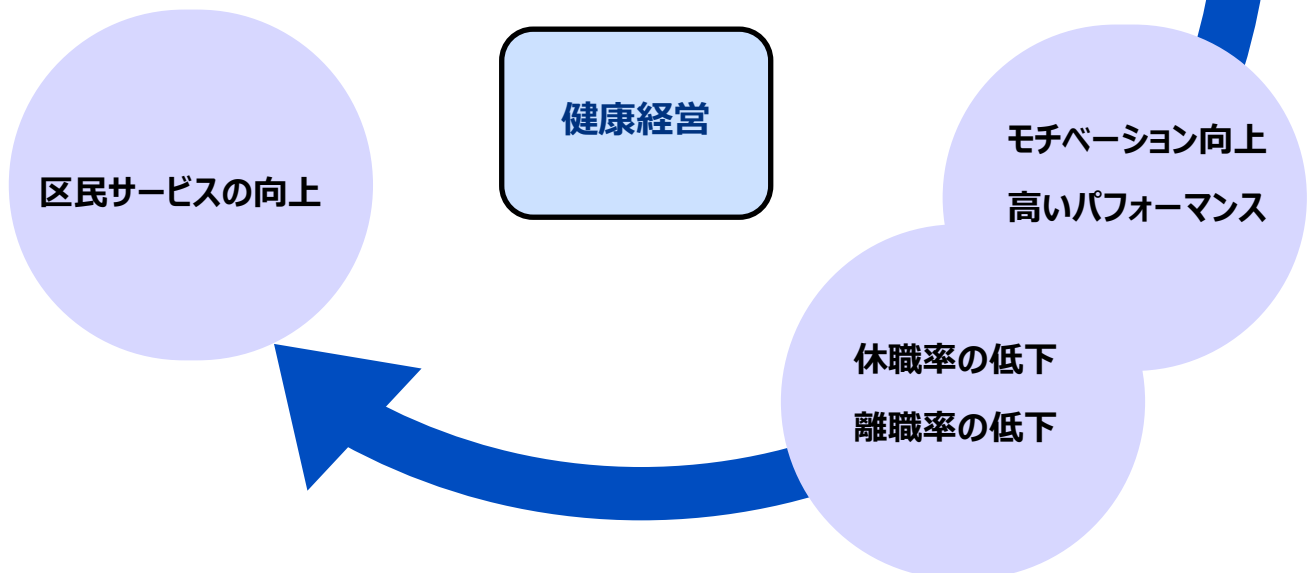 健康経営
モチベーション向上
高いパフォーマンス
区民サービスの向上
休職率の低下
離職率の低下